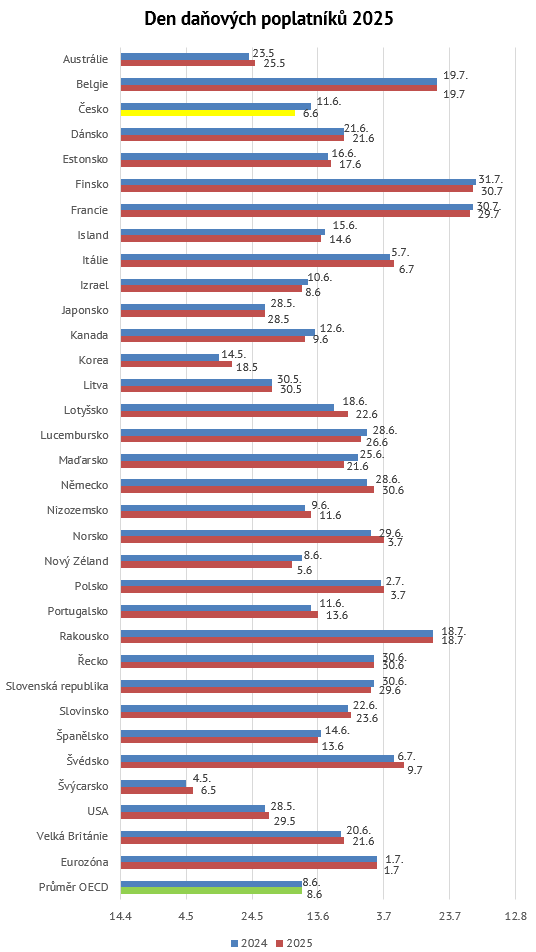 Den daňových poplatníků 2025
Austrálie 23.5 25.5
Belgie 19.7. 19.7
Česko 11.6. 6.6
Dánsko 21.6. 21.6
Estonsko 16.6. 17.6
Finsko 31.7. 30.7
Francie 30.7. 29.7
Island 15.6. 14.6
Itálie 5.7. 6.7
Izrael 10.6. 8.6
Japonsko 28.5. 28.5
Kanada 12.6. 9.6
Korea 14.5. 18.5
Litva 30.5. 30.5
Lotyšsko 18.6. 22.6
Lucembursko 28.6. 26.6
Maďarsko 25.6. 21.6
Německo 28.6. 30.6
Nizozemsko 9.6. 11.6
Norsko 29.6. 3.7
Nový Zéland 8.6. 5.6
Polsko 2.7. 3.7
Portugalsko 11.6. 13.6
Rakousko 18.7. 18.7
Řecko 30.6. 30.6
Slovenská republika 30.6. 29.6
Slovinsko 22.6. 23.6
Španělsko 14.6. 13.6
Švédsko 6.7. 9.7
Švýcarsko 4.5. 6.5
USA 28.5. 29.5
Velká Británie 20.6. 21.6
Eurozóna 1.7. 1.7
Průměr OECD 8.6. 8.6
14.4 4.5 24.5 13.6 5.7 23.7 12.8
2024 2025